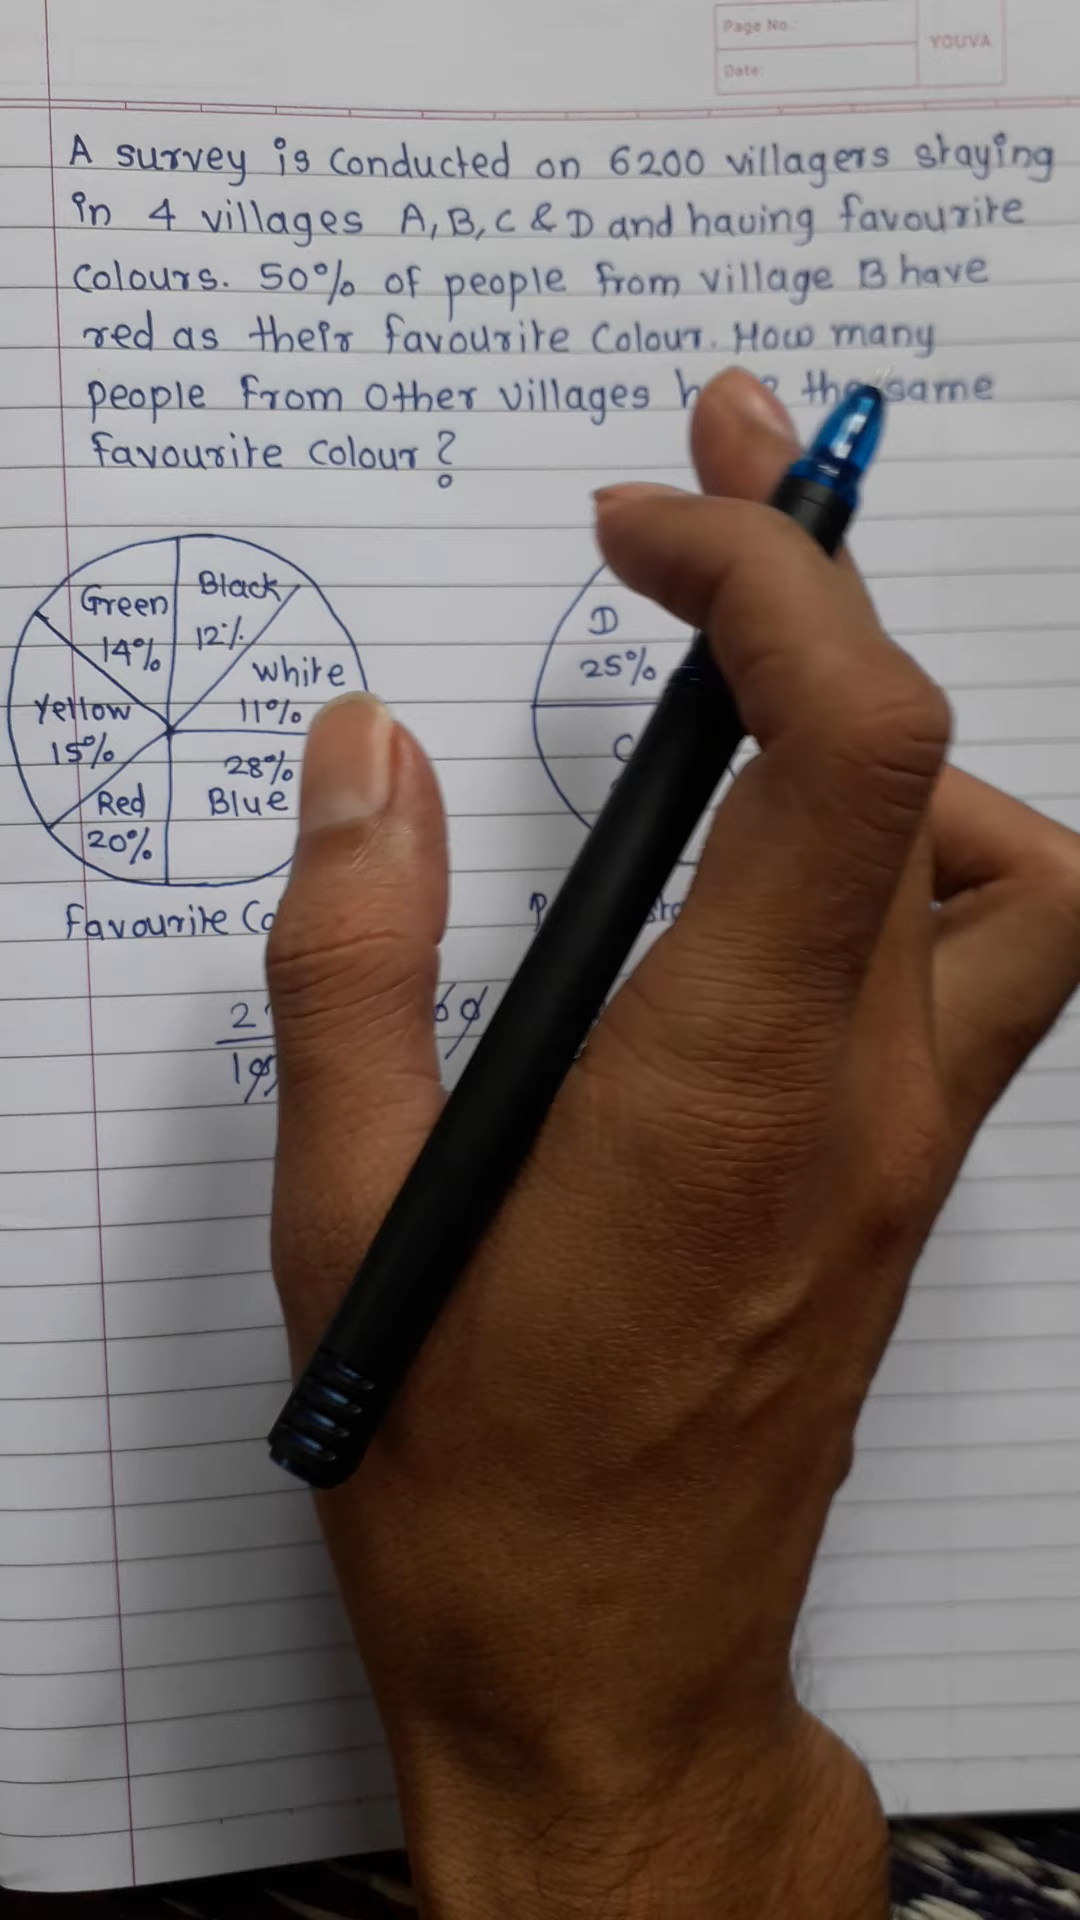 Page No.:
YOUVA
Date:
A survey is conducted on 6200 villagers staying
in 4 villages A, B, C & D and having favourite
colours. 50% of people from village B have
red as their favourite colour. How many
people from other villages the same
favourite colour?
Green
14%
Black
12%
White
11%
Yellow
15%
28%
Blue
Red
20%
D
25%
C
Favourite